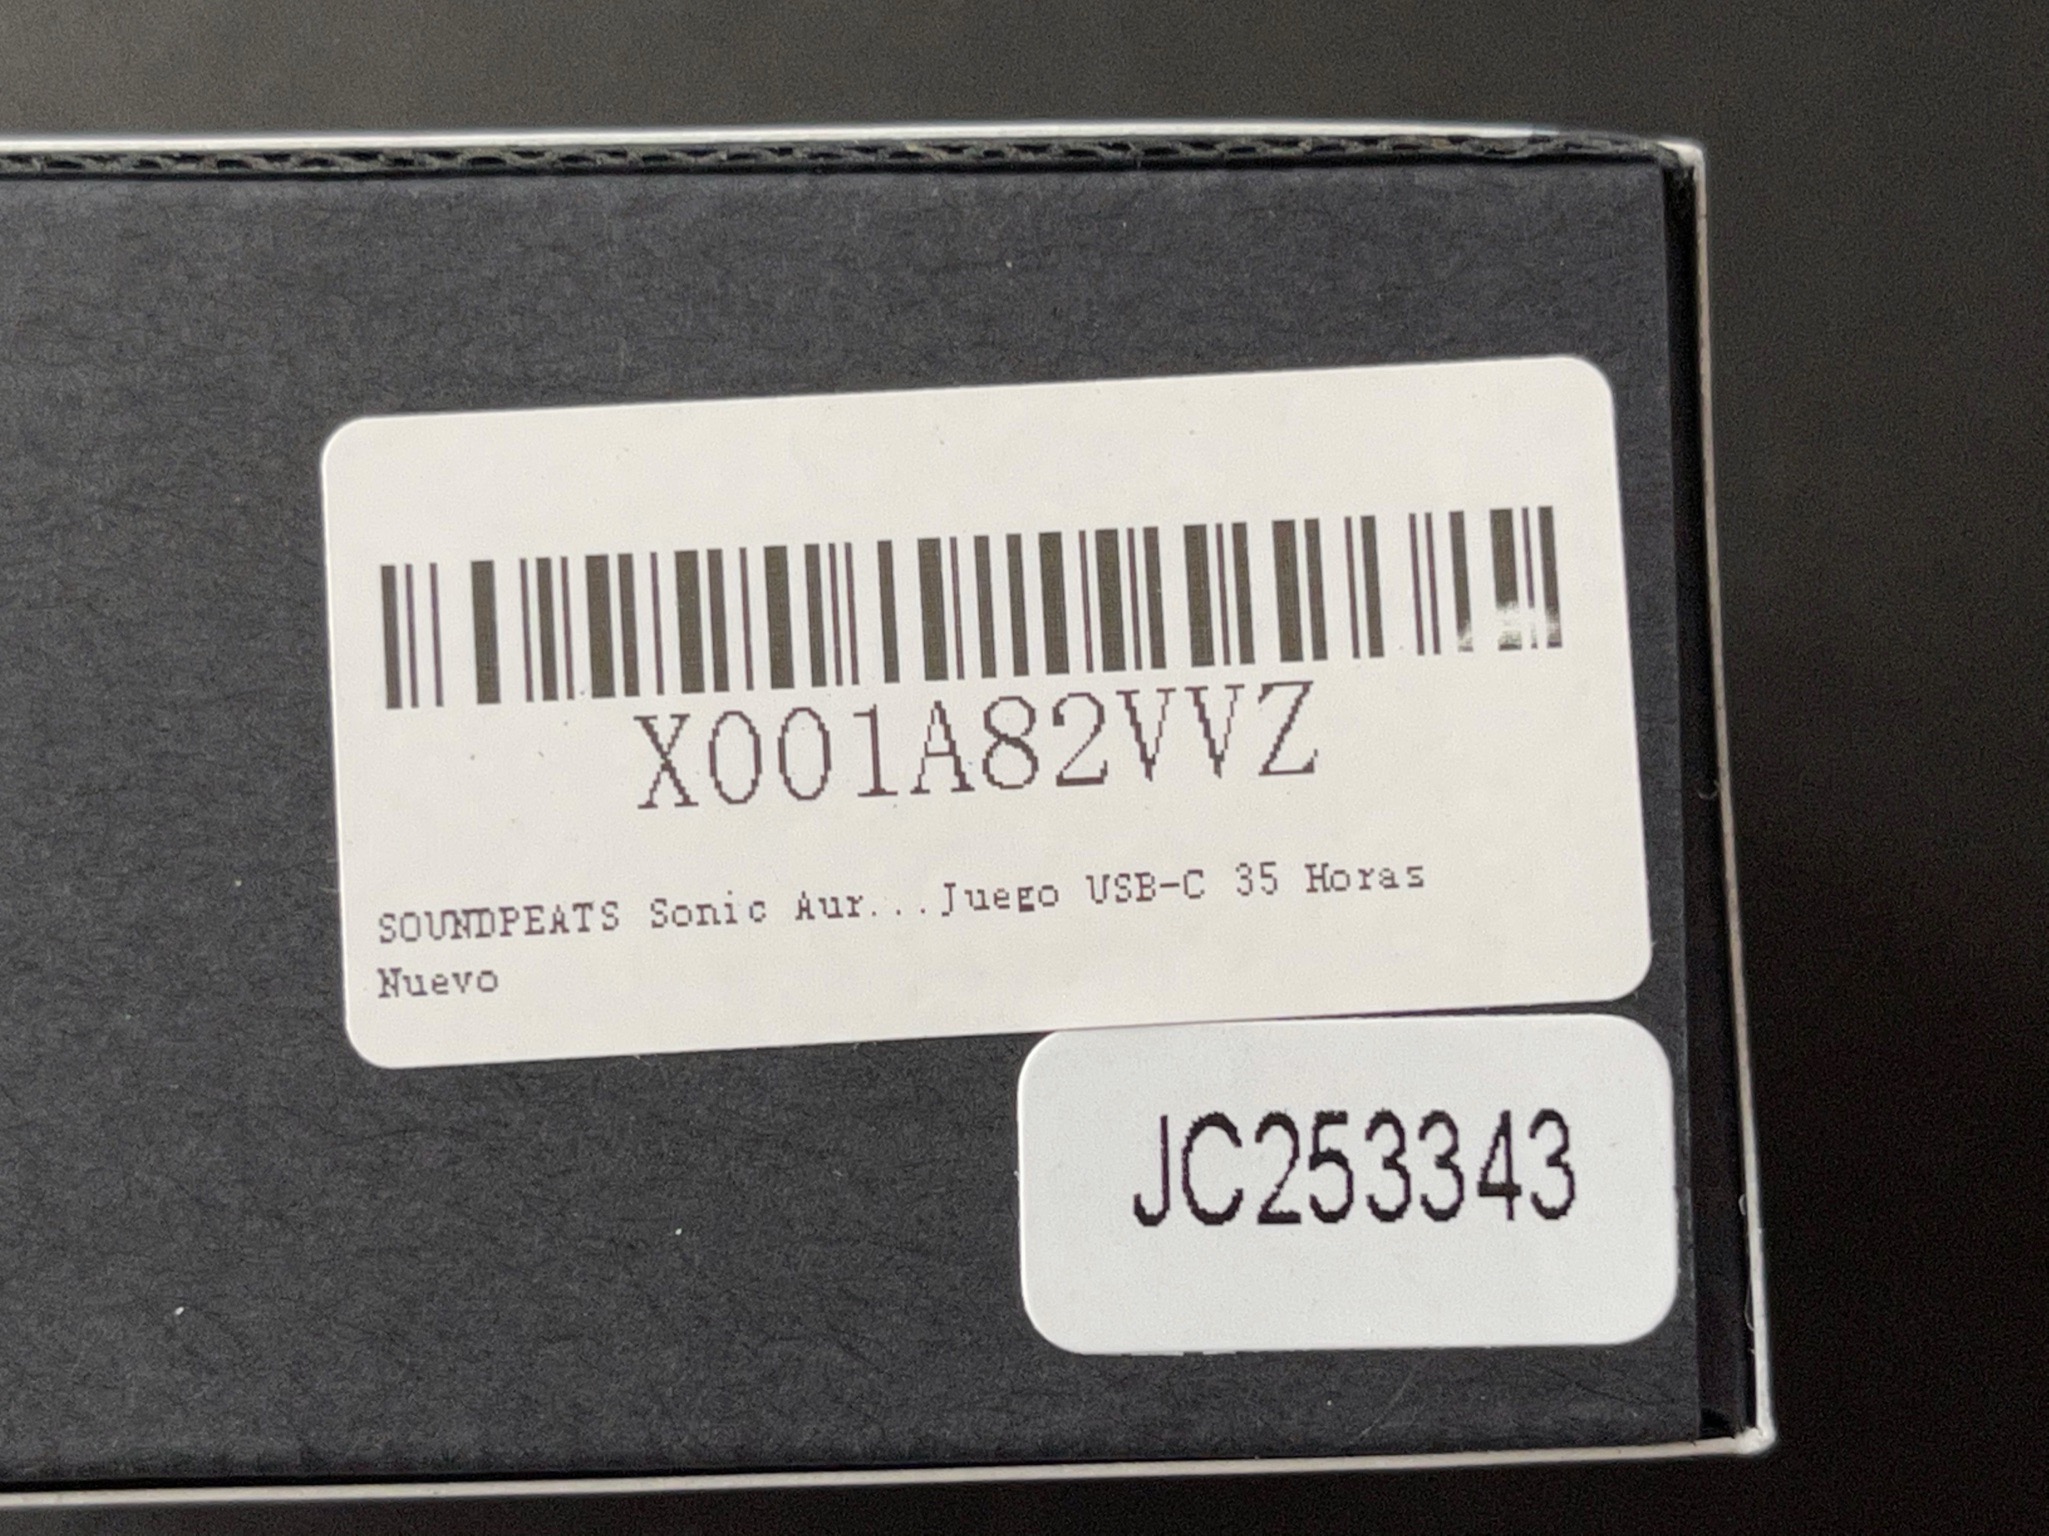 X001A82VVZ
SOUNDPEATS Sonic Aur...Juego USB-C 35 Horas
Nuevo
JC253343